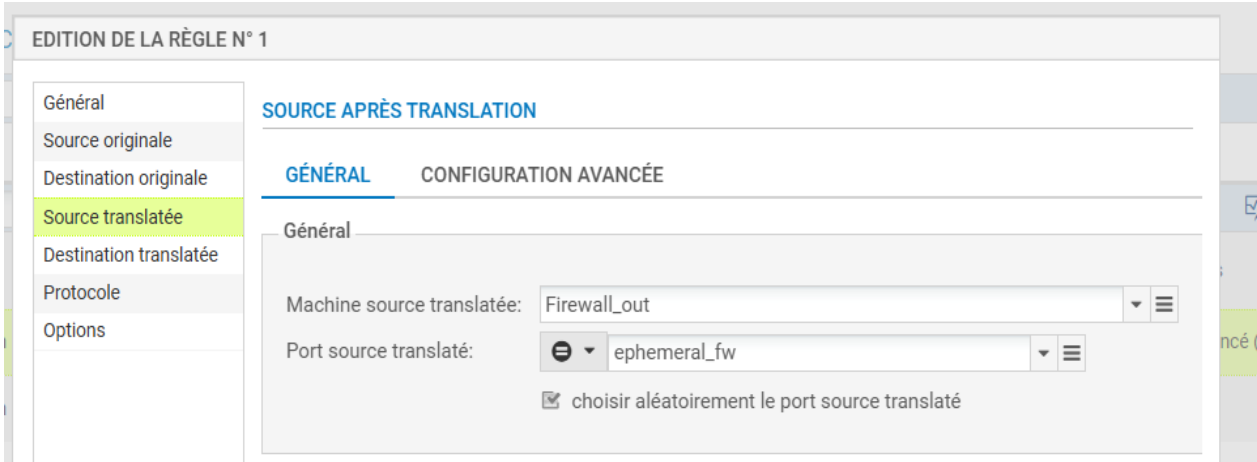 EDITION DE LA RÈGLE N° 1
Général
Source originale
Destination originale
Source translatée
Destination translatée
Protocole
Options
SOURCE APRÈS TRANSLATION
GÉNÉRAL CONFIGURATION AVANCÉE
Général
Machine source translatée: Firewall_out
Port source translaté: ephemeral_fw
choisir aléatoirement le port source translaté